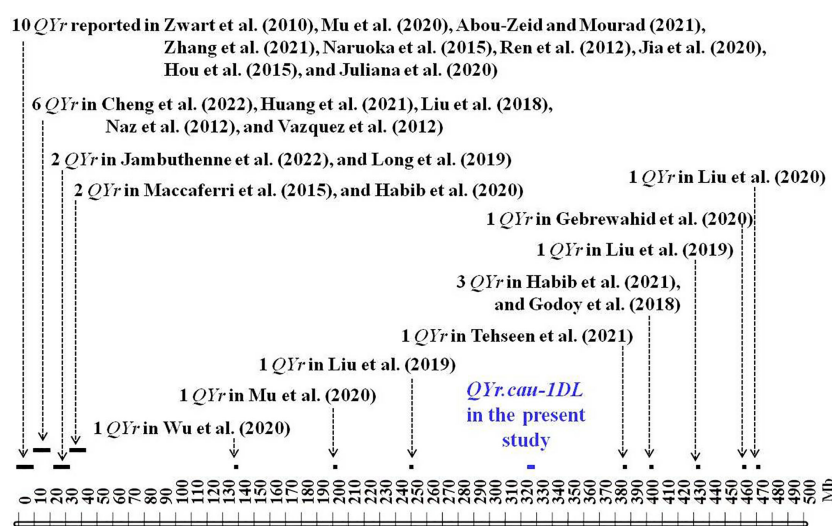 10 QYr reported in Zwart et al. (2010), Mu et al. (2020), Abou-Zeid and Mourad (2021),
Zhang et al. (2021), Naruoka et al. (2015), Ren et al. (2012), Jia et al. (2020),
Hou et al. (2015), and Juliana et al. (2020)
6 QYr in Cheng et al. (2022), Huang et al. (2021), Liu et al. (2018),
Naz et al. (2012), and Vazquez et al. (2012)
2 QYr in Jambuthenne et al. (2022), and Long et al. (2019)
1 QYr in Liu et al. (2020)
2 QYr in Maccaferri et al. (2015), and Habib et al. (2020)
1 QYr in Gebrewahid et al. (2020)
1 QYr in Liu et al. (2019)
3 QYr in Habib et al. (2021),
and Godoy et al. (2018)
1 QYr in Tehseen et al. (2021)
1 QYr in Liu et al. (2019)
QYr.cau-1DL
in the present
study
1 QYr in Mu et al. (2020)
1 QYr in Wu et al. (2020)
0 10 20 30 40 50 60 70 80 90 100 110 120 130 140 150 160 170 180 190 200 210 220 230 240 250 260 270 280 290 300 310 320 330 340 350 360 370 380 390 400 410 420 430 440 450 460 470 480 490 500 Mb